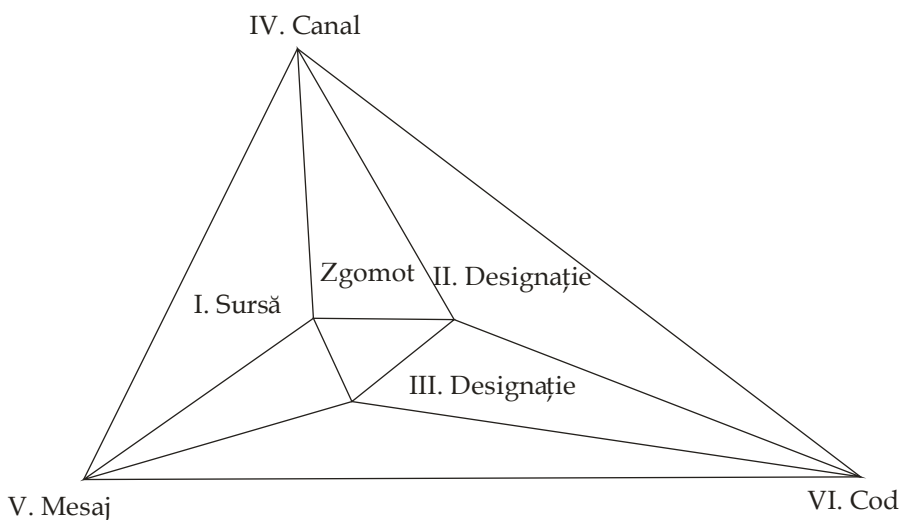 IV. Canal
Zgomot
II. Designație
I. Sursă
III. Designație
V. Mesaj
VI. Cod